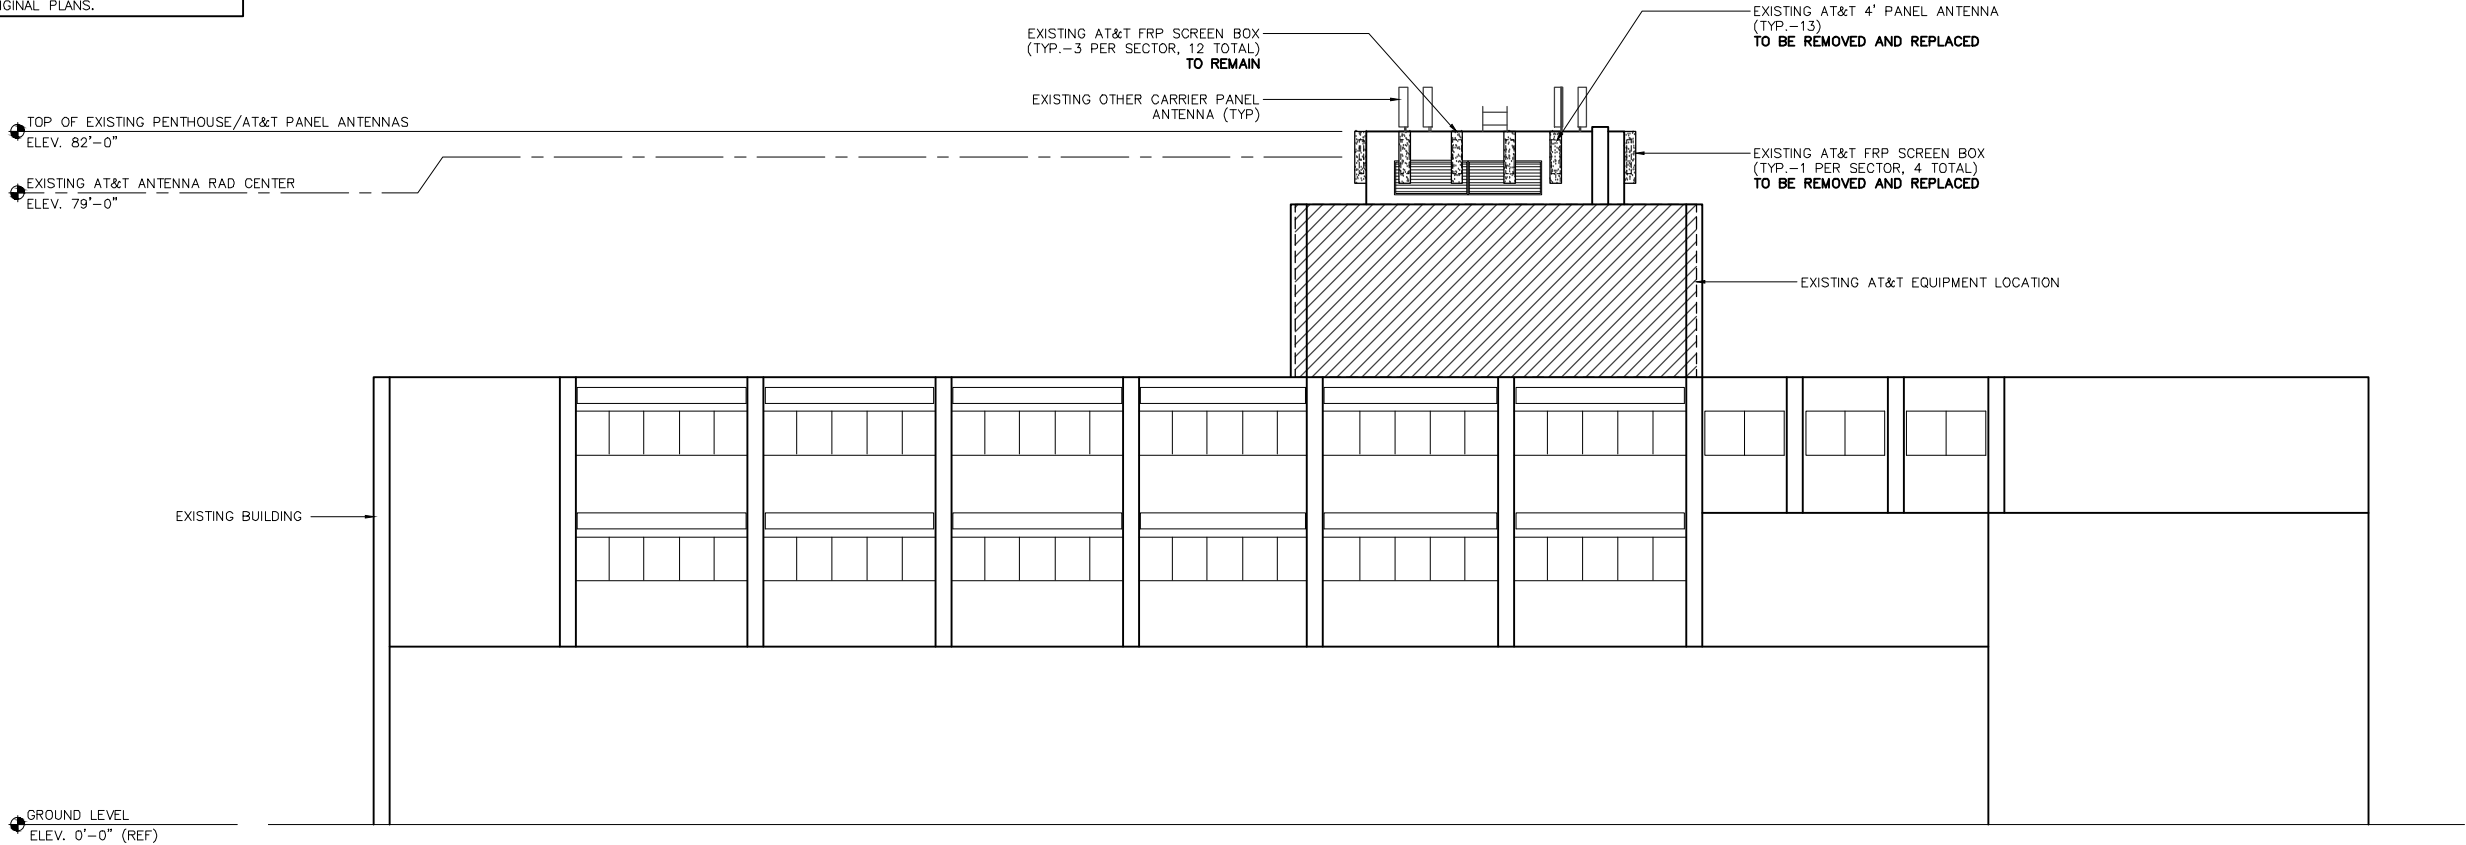 PLANS.
EXISTING AT&T FRP SCREEN BOX
(TYP.-3 PER SECTOR, 12 TOTAL)
TO REMAIN
EXISTING AT&T 4' PANEL ANTENNA
(TYP.-13)
TO BE REMOVED AND REPLACED
EXISTING OTHER CARRIER PANEL
ANTENNA (TYP)
TOP OF EXISTING PENTHOUSE/AT&T PANEL ANTENNAS
ELEV. 82'-0"
EXISTING AT&T FRP SCREEN BOX
(TYP.-1 PER SECTOR, 4 TOTAL)
TO BE REMOVED AND REPLACED
EXISTING AT&T ANTENNA RAD CENTER
ELEV. 79'-0"
EXISTING AT&T EQUIPMENT LOCATION
EXISTING BUILDING
GROUND LEVEL
ELEV. 0'-0" (REF)